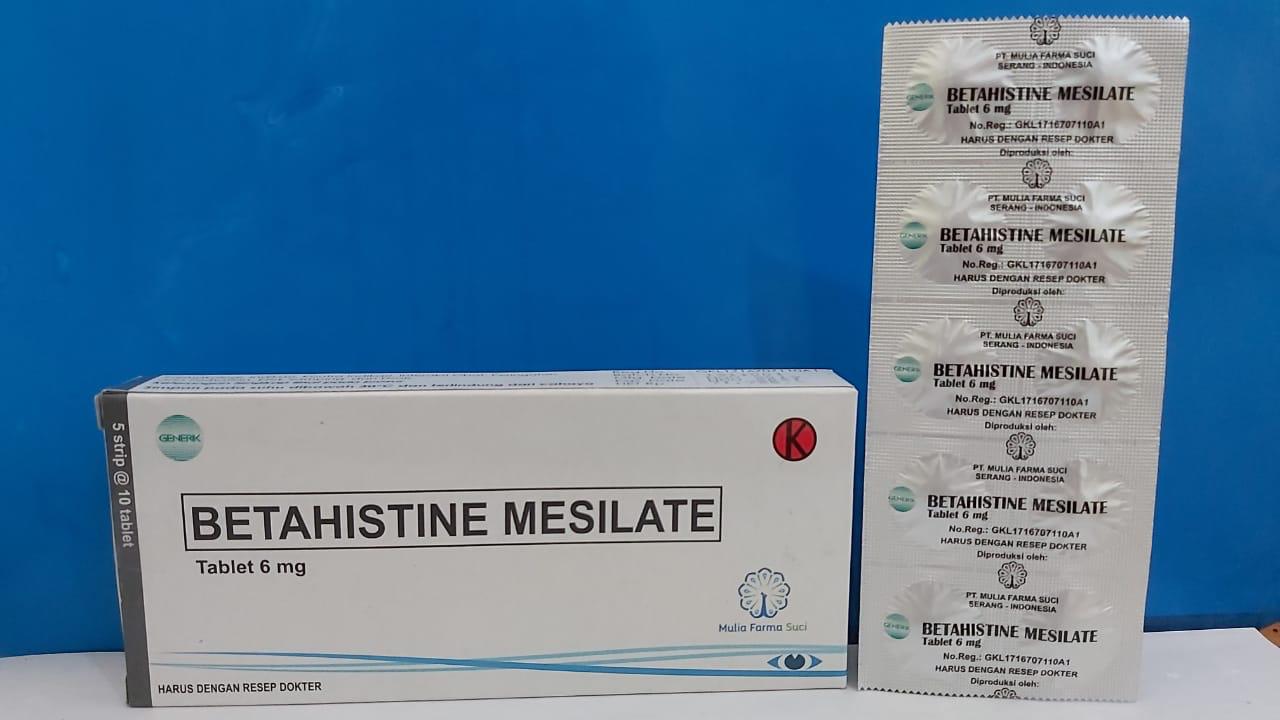 5 strip @ 10 tablet
GENERIK
K
BETAHISTINE MESILATE
Tablet 6 mg
Mulia Farma Suci
HARUS DENGAN RESEP DOKTER
PT. MULIA FARMA SUCI
SERANG - INDONESIA
GENERIK
BETAHISTINE MESILATE
Tablet 6 mg
No.Reg.: GKL1716707110A1
HARUS DENGAN RESEP DOKTER
Diproduksi oleh:
PT. MULIA FARMA SUCI
SERANG - INDONESIA
GENERIK
BETAHISTINE MESILATE
Tablet 6 mg
No.Reg.: GKL1716707110A1
HARUS DENGAN RESEP DOKTER
Diproduksi oleh:
PT. MULIA FARMA SUCI
SERANG - INDONESIA
GENERIK
BETAHISTINE MESILATE
Tablet 6 mg
No.Reg.: GKL1716707110A1
HARUS DENGAN RESEP DOKTER
Diproduksi oleh:
PT. MULIA FARMA SUCI
SERANG - INDONESIA
GENERIK
BETAHISTINE MESILATE
Tablet 6 mg
No.Reg.: GKL1716707110A1
HARUS DENGAN RESEP DOKTER
Diproduksi oleh:
PT. MULIA FARMA SUCI
SERANG - INDONESIA
GENERIK
BETAHISTINE MESILATE
Tablet 6 mg
No.Reg.: GKL1716707110A1
HARUS DENGAN RESEP DOKTER
Diproduksi oleh: